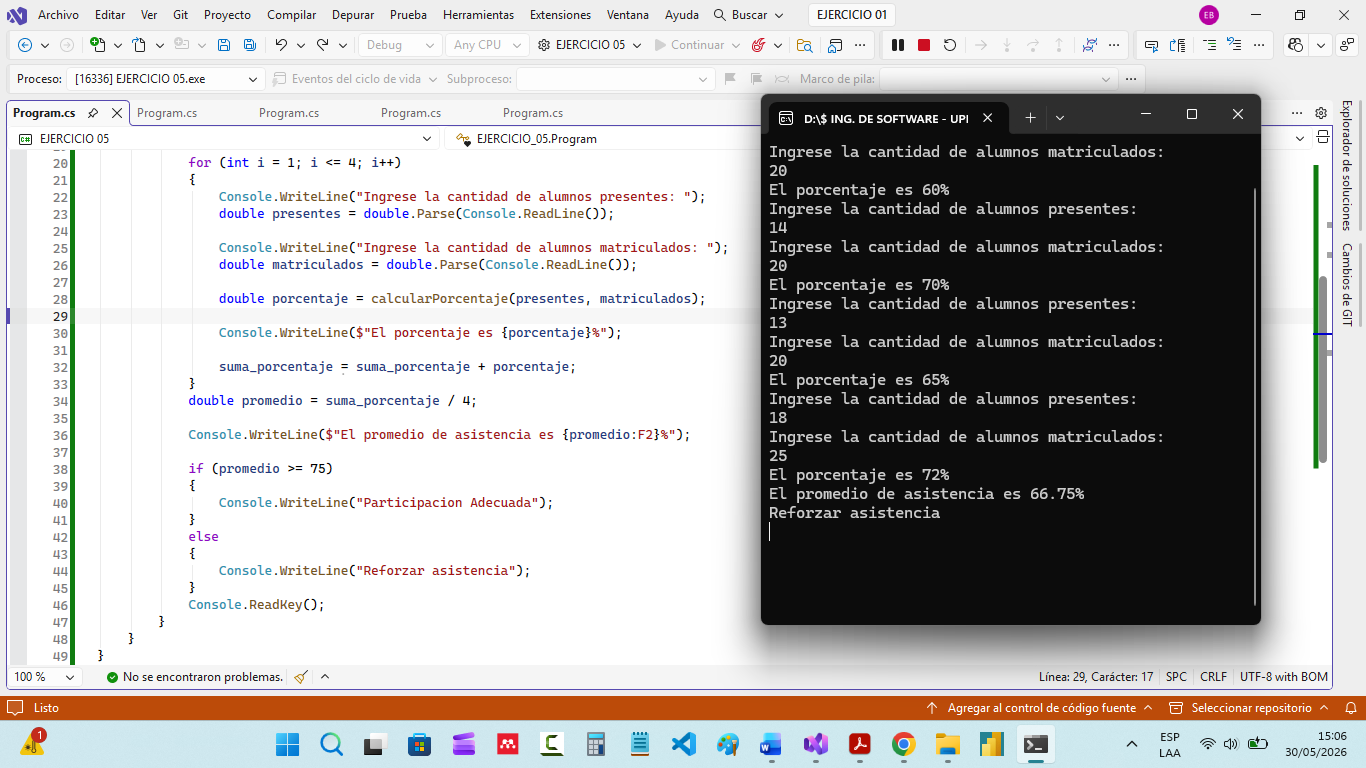 Archivo Editar Ver Git Proyecto Compilar Depurar Prueba Herramientas Extensiones Ventana Ayuda Buscar EJERCICIO 01 EB
Debug Any CPU EJERCICIO 05 Continuar
Proceso: [16336] EJERCICIO 05.exe Eventos del ciclo de vida Subproceso: Marco de pila:
Program.cs Program.cs Program.cs Program.cs Program.cs
EJERCICIO 05 EJERCICIO_05.Program
20 for (int i = 1; i <= 4; i++)
21 {
22 Console.WriteLine("Ingrese la cantidad de alumnos presentes: ");
23 double presentes = double.Parse(Console.ReadLine());
24
25 Console.WriteLine("Ingrese la cantidad de alumnos matriculados: ");
26 double matriculados = double.Parse(Console.ReadLine());
27
28 double porcentaje = calcularPorcentaje(presentes, matriculados);
29
30 Console.WriteLine($"El porcentaje es {porcentaje}%");
31
32 suma_porcentaje = suma_porcentaje + porcentaje;
33 }
34 double promedio = suma_porcentaje / 4;
35
36 Console.WriteLine($"El promedio de asistencia es {promedio:F2}%");
37
38 if (promedio >= 75)
39 {
40 Console.WriteLine("Participacion Adecuada");
41 }
42 else
43 {
44 Console.WriteLine("Reforzar asistencia");
45 }
46 Console.ReadKey();
47 }
48 }
49 }
D:\$ ING. DE SOFTWARE - UPI
Ingrese la cantidad de alumnos matriculados:
20
El porcentaje es 60%
Ingrese la cantidad de alumnos presentes:
14
Ingrese la cantidad de alumnos matriculados:
20
El porcentaje es 70%
Ingrese la cantidad de alumnos presentes:
13
Ingrese la cantidad de alumnos matriculados:
20
El porcentaje es 65%
Ingrese la cantidad de alumnos presentes:
18
Ingrese la cantidad de alumnos matriculados:
25
El porcentaje es 72%
El promedio de asistencia es 66.75%
Reforzar asistencia
Explorador de soluciones
Cambios de GIT
100 % No se encontraron problemas. Línea: 29, Carácter: 17 SPC CRLF UTF-8 with BOM
Listo Agregar al control de código fuente Seleccionar repositorio
1
ESP
LAA
15:06
30/05/2026